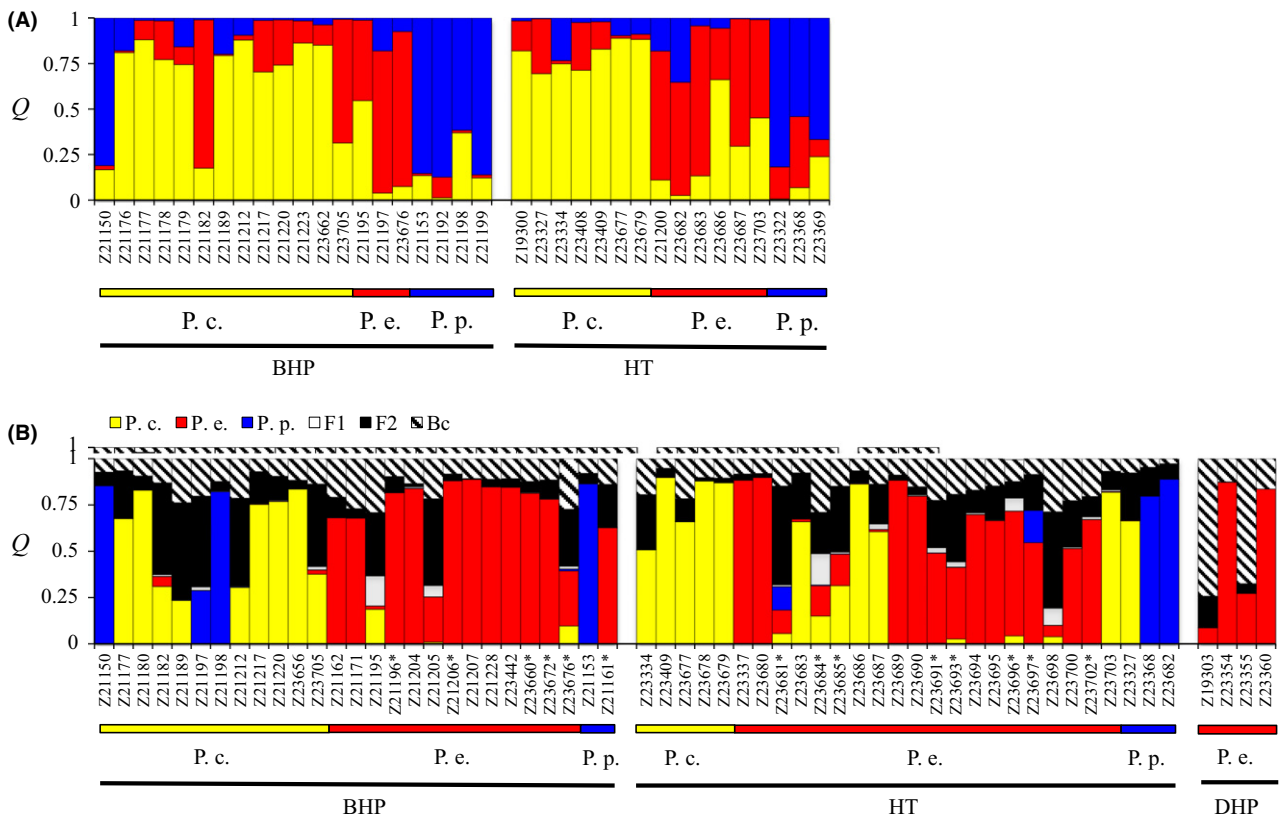 (A)
1
0.75
0.5
0.25
0
Q
Z21150 Z21176 Z21177 Z21178 Z21179 Z21182 Z21189 Z21212 Z21217 Z21220 Z21223 Z23662 Z23705 Z21195 Z21197 Z23676 Z21153 Z21192 Z21198 Z21199
Z19300 Z23327 Z23334 Z23408 Z23409 Z23677 Z23679 Z21200 Z23682 Z23683 Z23686 Z23687 Z23703 Z23322 Z23368 Z23369
P. c. P. e. P. p. P. c. P. e. P. p.
BHP HT
(B)
P. c. P. e. P. p. F1 F2 Bc
1
1
0.75
0.5
0.25
0
Q
Z21150 Z21177 Z21180 Z21182 Z21189 Z21197 Z21198 Z21212 Z21217 Z21220 Z23656 Z23705 Z21162 Z21171 Z21195 Z21196* Z21204 Z21205 Z21206* Z21207 Z21228 Z23442 Z23660* Z23672* Z23676* Z21153 Z21161*
Z23334 Z23409 Z23677 Z23678 Z23679 Z23337 Z23680 Z23681* Z23683 Z23684* Z23685* Z23686 Z23687 Z23689 Z23690 Z23691* Z23693* Z23694 Z23695 Z23696* Z23697* Z23698 Z23700 Z23702* Z23703 Z23327 Z23368 Z23682
Z19303 Z23354 Z23355 Z23360
P. c. P. e. P. p. P. c. P. e. P. p. P. e.
BHP HT DHP